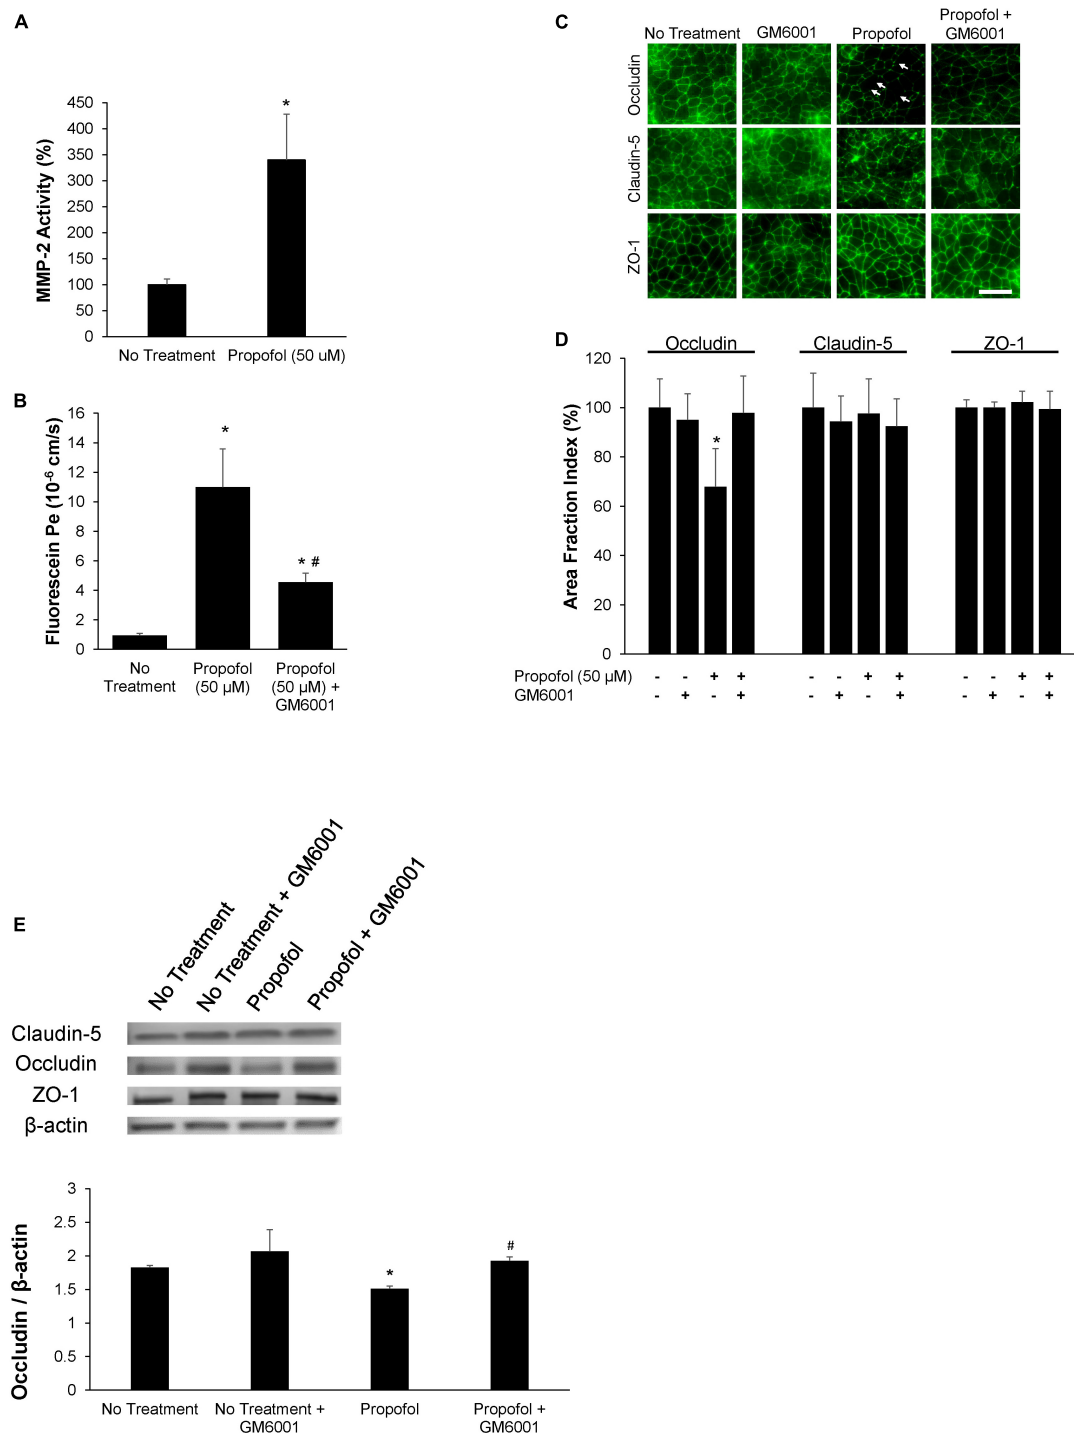 A
MMP-2 Activity (%)
450
400
350
300
250
200
150
100
50
0
*
No Treatment
Propofol (50 uM)
B
Fluorescein Pe (10-6 cm/s)
16
14
12
10
8
6
4
2
0
*
* #
No Treatment
Propofol (50 µM)
Propofol (50 µM) + GM6001
C
No Treatment
GM6001
Propofol
Propofol + GM6001
Occludin
Claudin-5
ZO-1
D
Occludin
Claudin-5
ZO-1
Area Fraction Index (%)
120
100
80
60
40
20
0
*
Propofol (50 µM) - - + + - - + + - - + +
GM6001 - + - + - + - + - + - +
E
No Treatment
No Treatment + GM6001
Propofol
Propofol + GM6001
Claudin-5
Occludin
ZO-1
β-actin
Occludin / β-actin
3
2.5
2
1.5
1
0.5
0
*
#
No Treatment
No Treatment + GM6001
Propofol
Propofol + GM6001